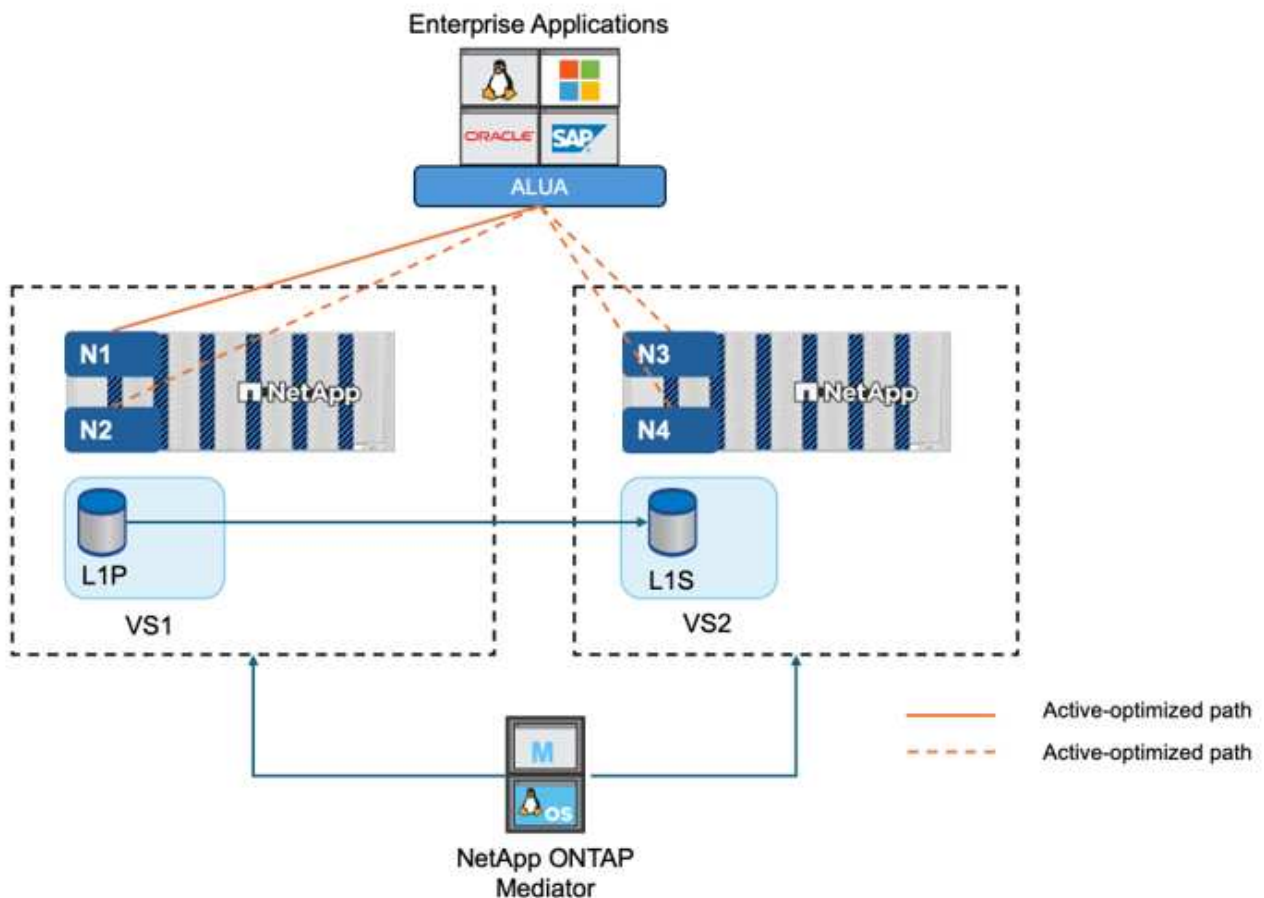 Enterprise Applications
ORACLE
SAP
ALUA
N1
NetApp
N2
N3
NetApp
N4
L1P
VS1
L1S
VS2
M
OS
NetApp ONTAP
Mediator
Active-optimized path
Active-optimized path